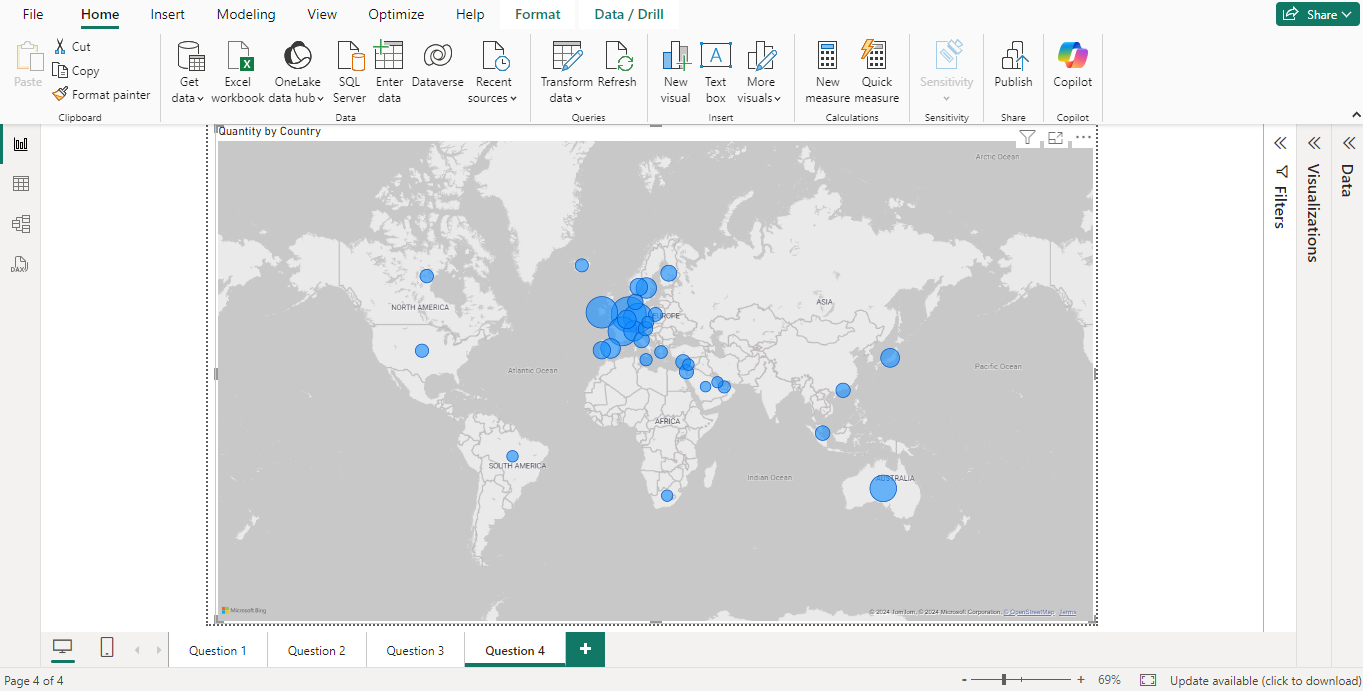 File Home Insert Modeling View Optimize Help Format Data / Drill Share
Paste Cut
Copy
Format painter
Get data Excel workbook OneLake data hub SQL Server Enter data Dataverse Recent sources Transform data Refresh New visual Text box More visuals New measure Quick measure Sensitivity Publish Copilot
Clipboard Data Queries Insert Calculations Sensitivity Share Copilot
Quantity by Country
Arctic Ocean
NORTH AMERICA
ASIA
EUROPE
Atlantic Ocean
Pacific Ocean
AFRICA
SOUTH AMERICA
Indian Ocean
AUSTRALIA
Microsoft Bing
© 2024 TomTom, © 2024 Microsoft Corporation, © OpenStreetMap Terms
Filters
Visualizations
Data
DAX
Question 1 Question 2 Question 3 Question 4 +
Page 4 of 4 - + 69% Update available (click to download)